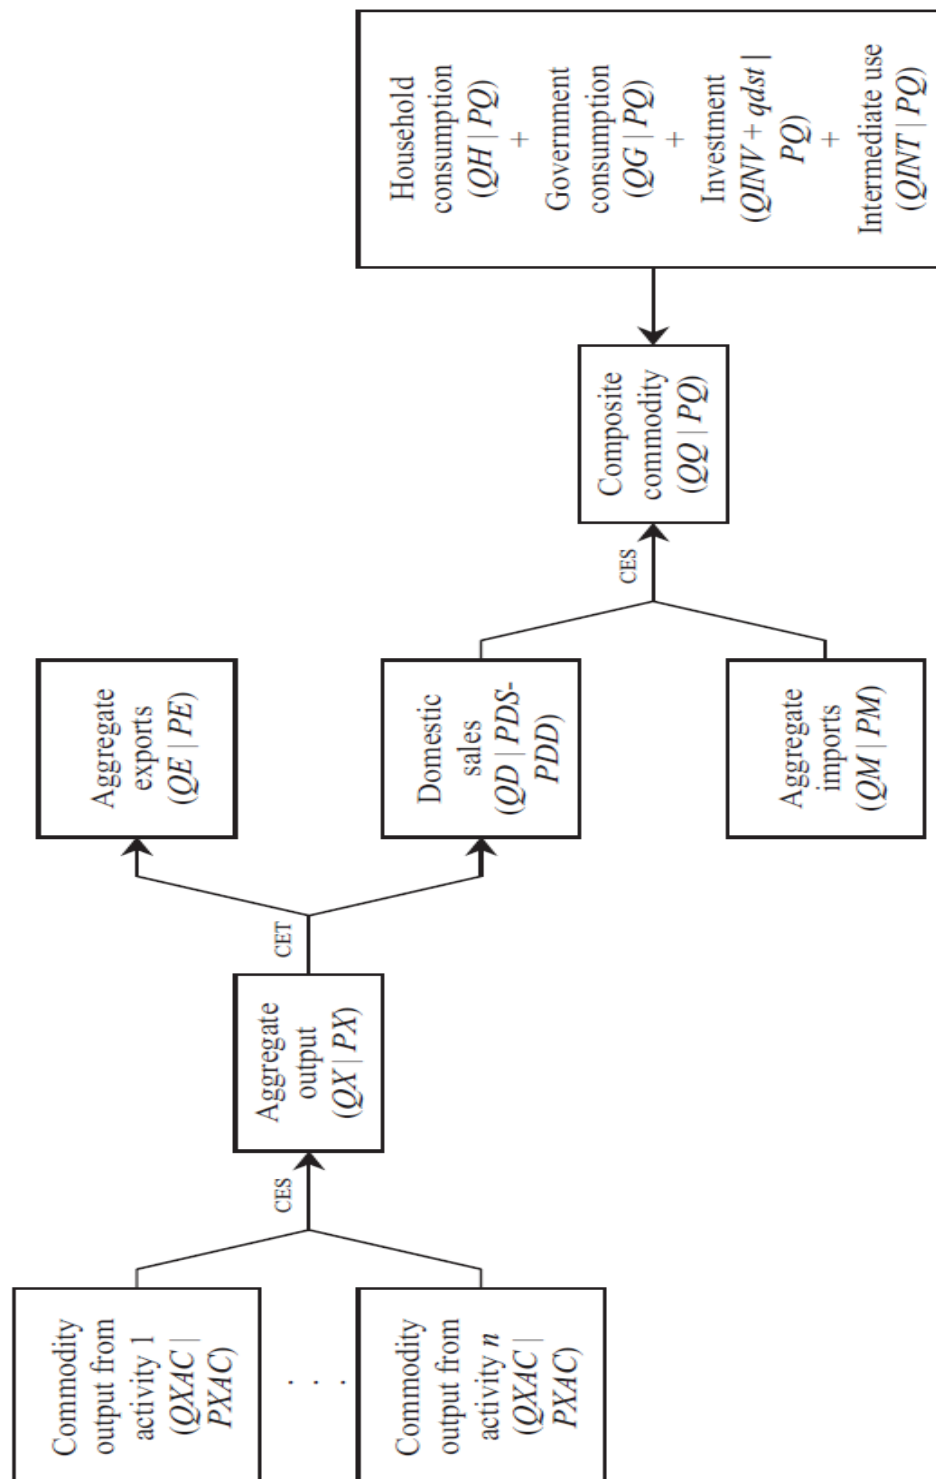 Commodity
output from
activity 1
(QXAC |
PXAC)
. . .
Commodity
output from
activity n
(QXAC |
PXAC)
CES
Aggregate
output
(QX | PX)
CET
Aggregate
exports
(QE | PE)
Domestic
sales
(QD | PDS-
PDD)
Aggregate
imports
(QM | PM)
CES
Composite
commodity
(QQ | PQ)
Household
consumption
(QH | PQ)
+
Government
consumption
(QG | PQ)
+
Investment
(QINV + qdst |
PQ)
+
Intermediate use
(QINT | PQ)